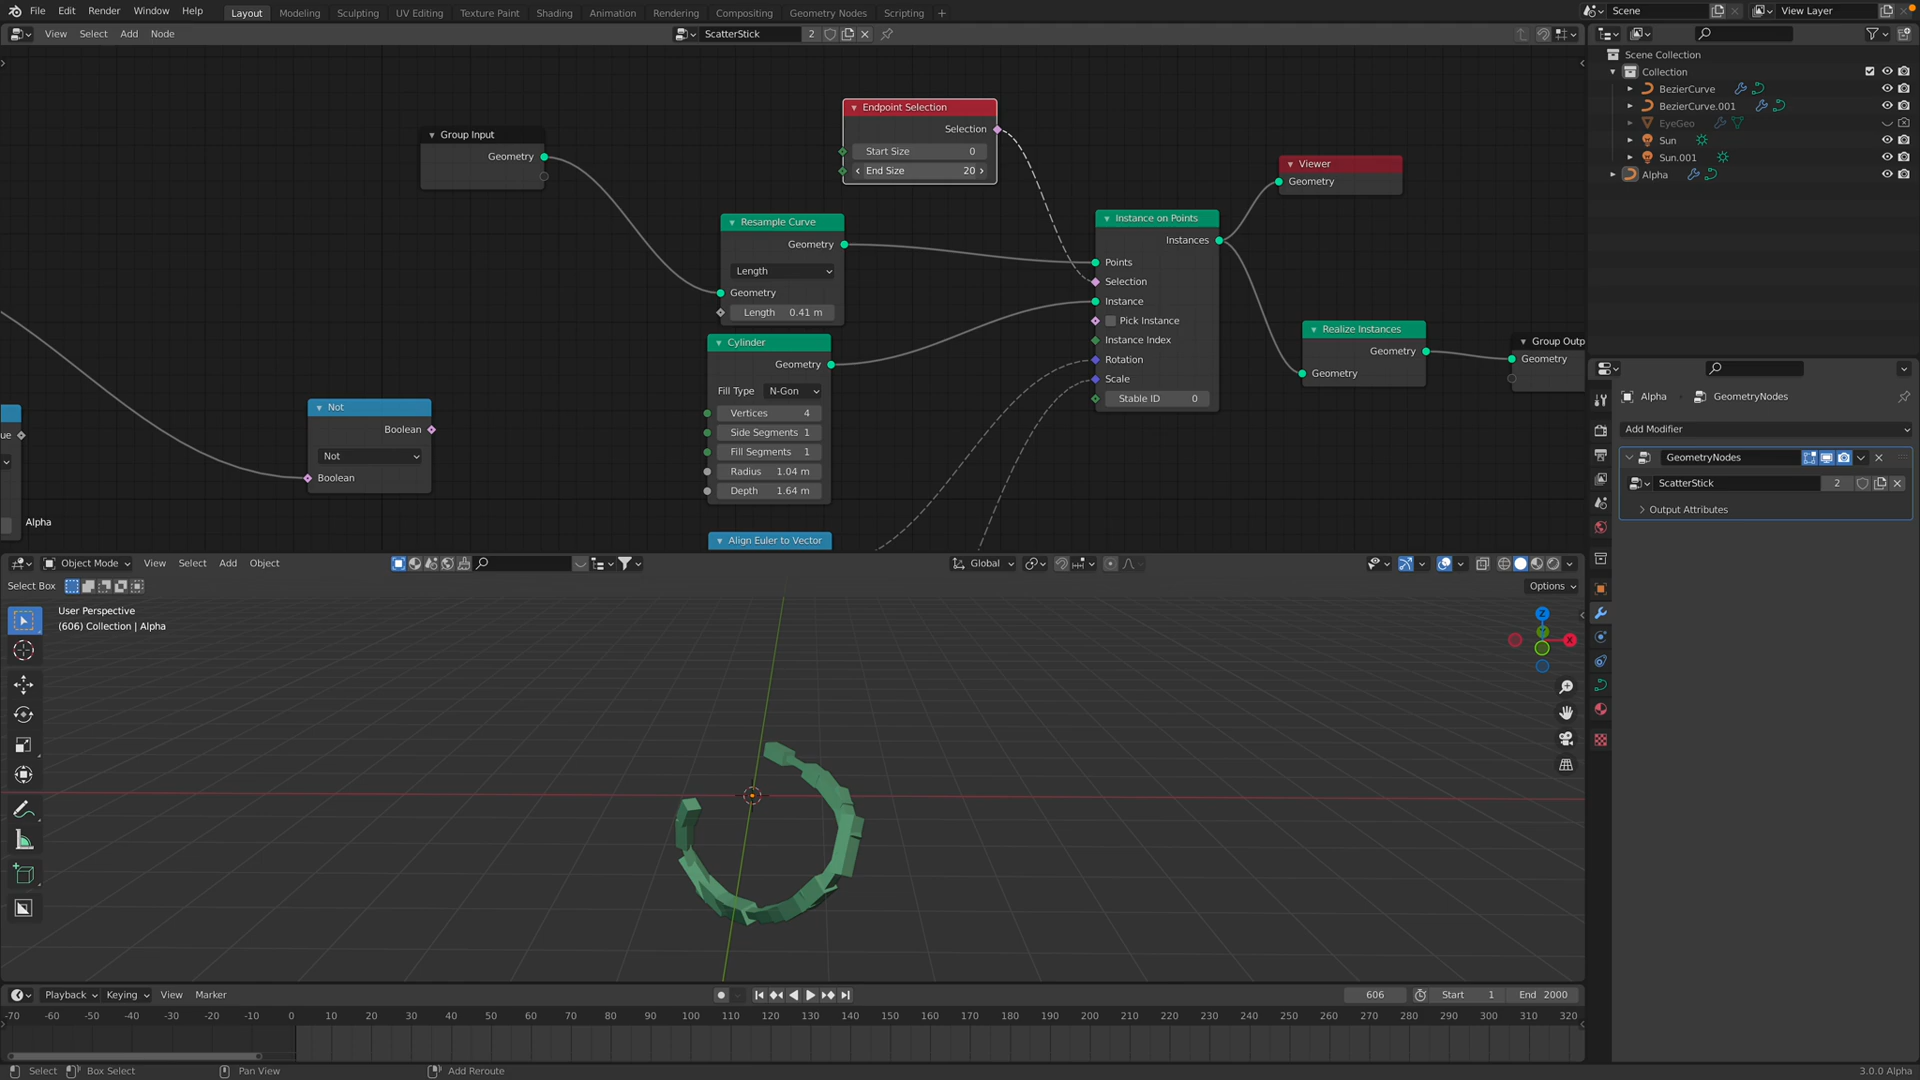 File Edit Render Window Help
Layout Modeling Sculpting UV Editing Texture Paint Shading Animation Rendering Compositing Geometry Nodes Scripting +
Scene
View Layer
View Select Add Node
ScatterStick 2
Scene Collection
Collection
BezierCurve
BezierCurve.001
EyeGeo
Sun
Sun.001
Alpha
Group Input
Geometry
Endpoint Selection
Selection
Start Size 0
End Size 20
Viewer
Geometry
Resample Curve
Geometry
Length
Geometry
Length 0.41 m
Instance on Points
Instances
Points
Selection
Instance
Pick Instance
Instance Index
Rotation
Scale
Stable ID 0
Cylinder
Geometry
Fill Type N-Gon
Vertices 4
Side Segments 1
Fill Segments 1
Radius 1.04 m
Depth 1.64 m
Realize Instances
Geometry
Geometry
Group Outp
Geometry
Not
Boolean
Not
Boolean
ue
Alpha
Align Euler to Vector
Alpha GeometryNodes
Add Modifier
GeometryNodes
ScatterStick 2
Output Attributes
Object Mode View Select Add Object
Global
Select Box
Options
User Perspective
(606) Collection | Alpha
Z
X
Playback Keying View Marker
606 Start 1 End 2000
-70 -60 -50 -40 -30 -20 -10 0 10 20 30 40 50 60 70 80 90 100 110 120 130 140 150 160 170 180 190 200 210 220 230 240 250 260 270 280 290 300 310 320
Select Box Select Pan View Add Reroute
3.0.0 Alpha